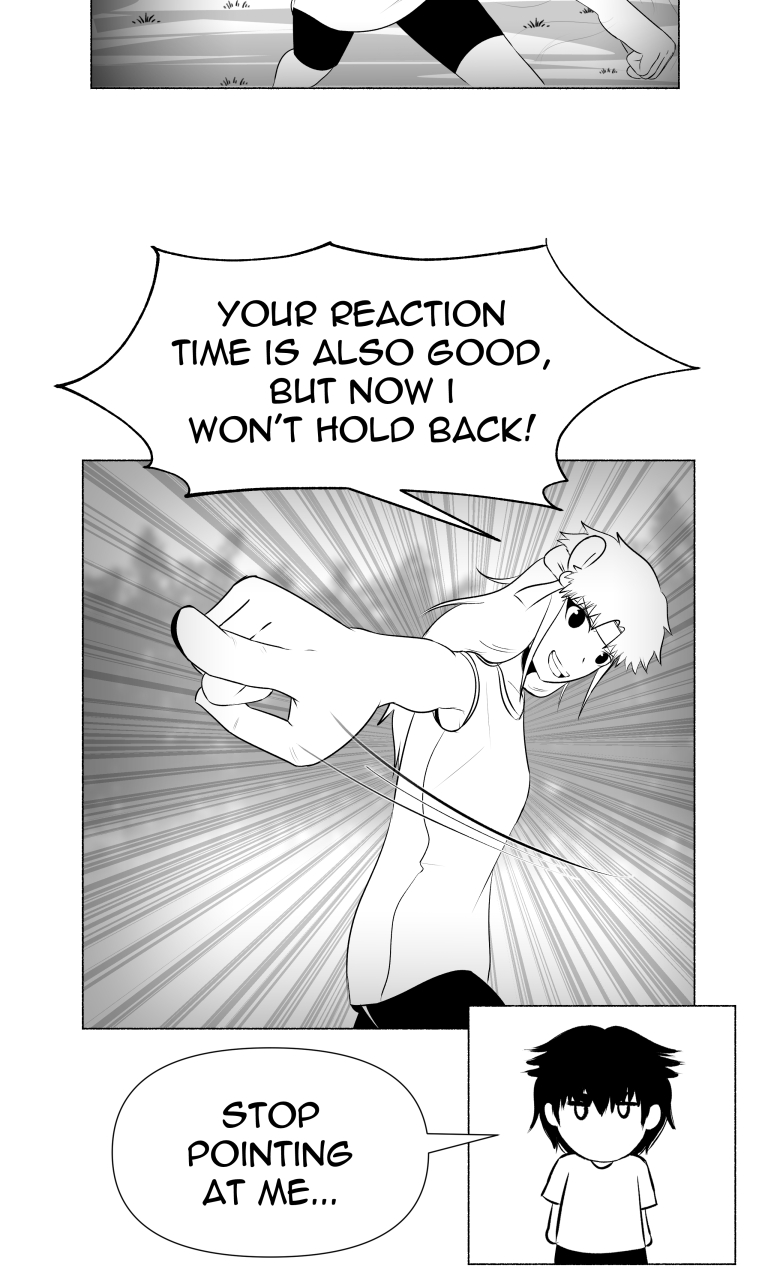 YOUR REACTION
TIME IS ALSO GOOD,
BUT NOW I
WON'T HOLD BACK!
STOP
POINTING
AT ME...